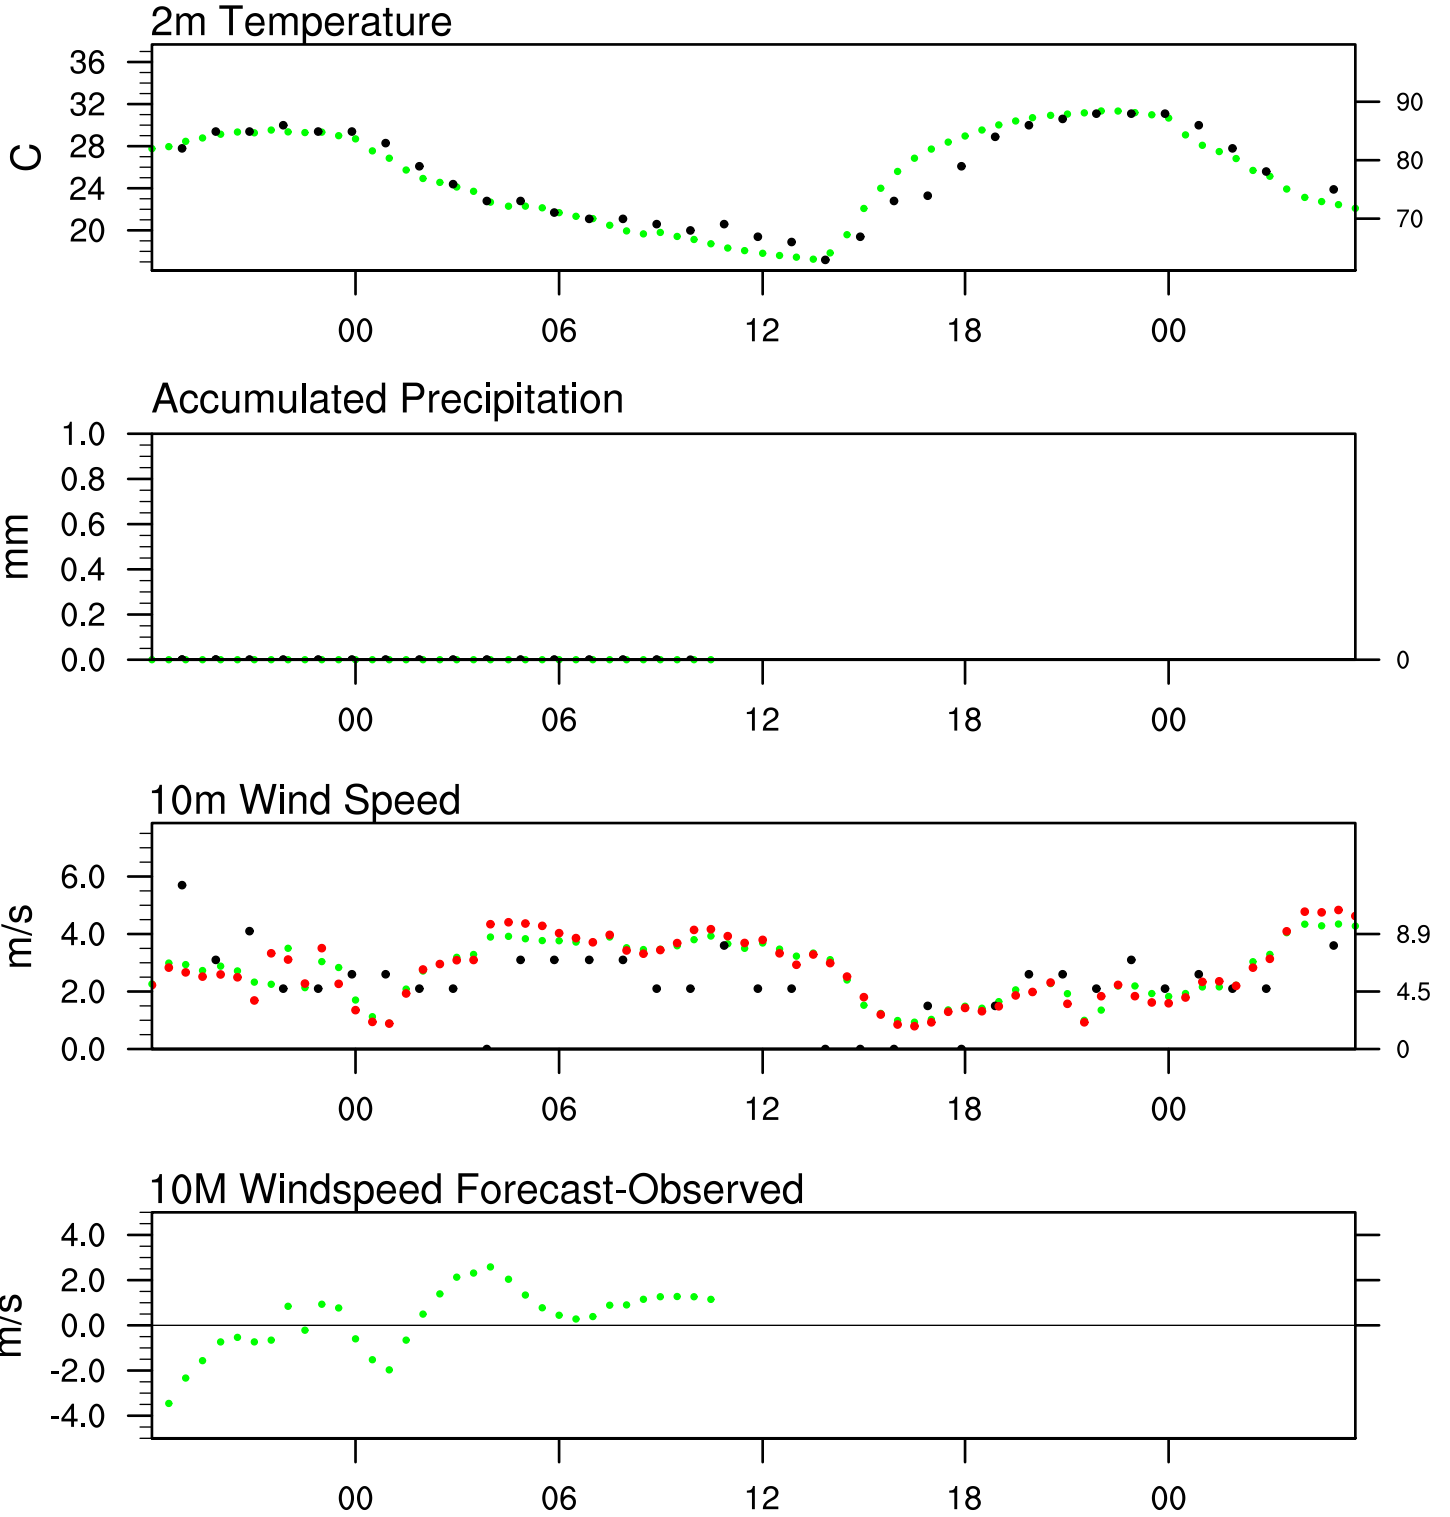 2m Temperature
36
32
28
24
20
C
90
80
70
00 06 12 18 00
Accumulated Precipitation
1.0
0.8
0.6
0.4
0.2
0.0
mm
0
00 06 12 18 00
10m Wind Speed
6.0
4.0
2.0
0.0
m/s
8.9
4.5
0
00 06 12 18 00
10M Windspeed Forecast-Observed
4.0
2.0
0.0
-2.0
-4.0
m/s
00 06 12 18 00